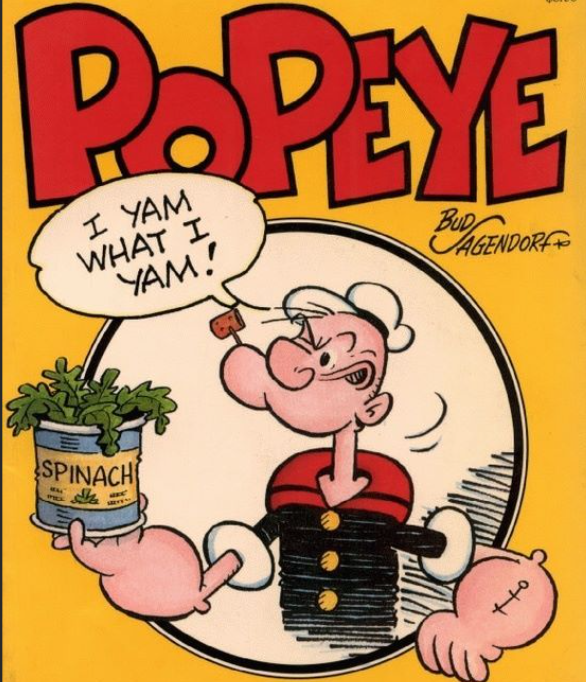 POPEYE
I YAM
WHAT I
YAM!
BUD
SAGENDORF
SPINACH